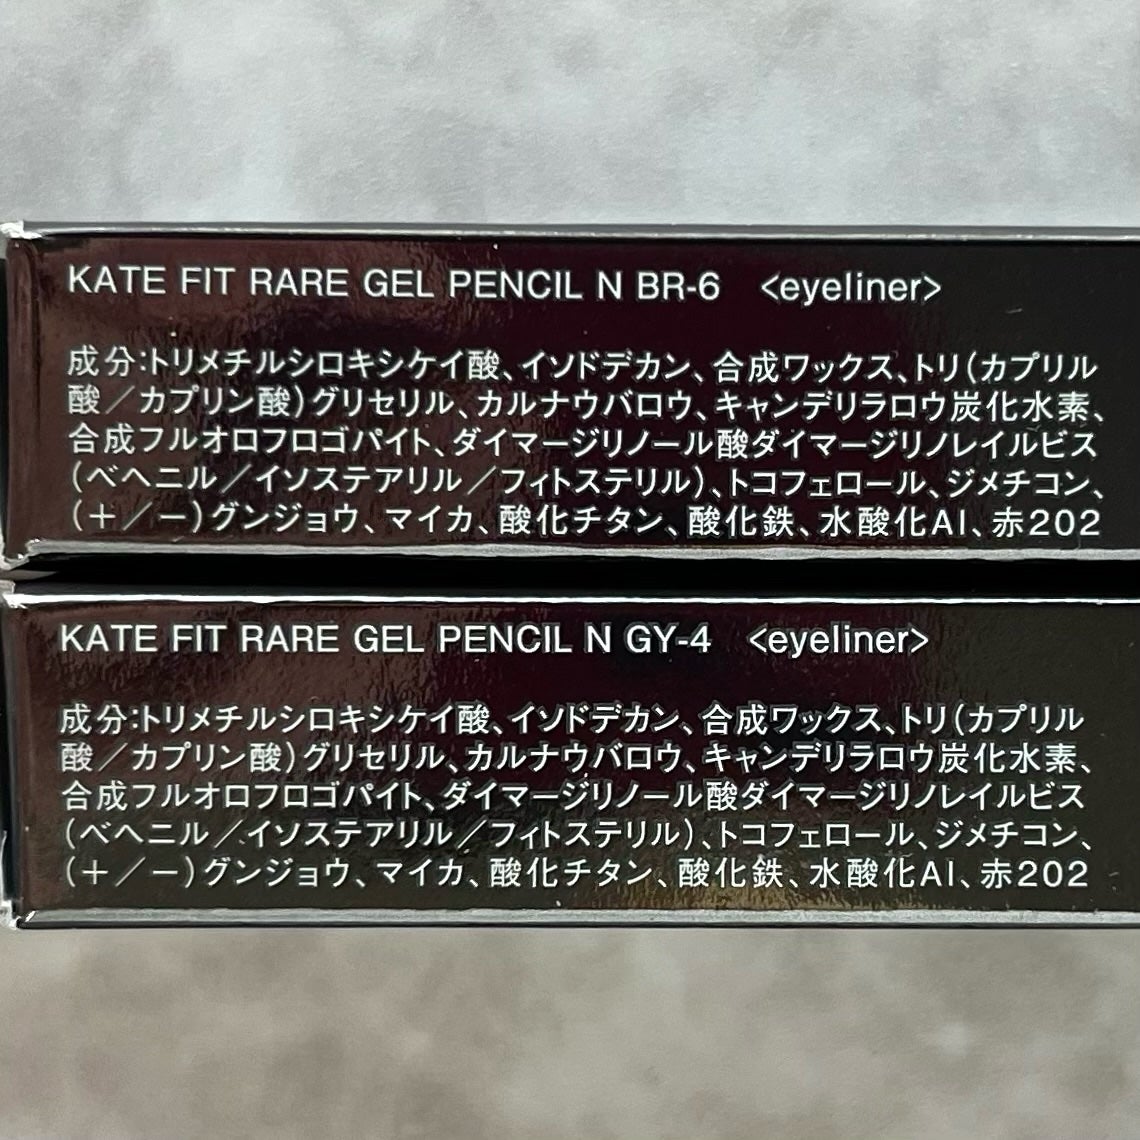 KATE FIT RARE GEL PENCIL N BR-6 <eyeliner>
成分:トリメチルシロキシケイ酸、イソドデカン、合成ワックス、トリ(カプリル
酸/カプリン酸)グリセリル、カルナウバロウ、キャンデリラロウ炭化水素、
合成フルオロフロゴパイト、ダイマージリノール酸ダイマージリノレイルビス
(ベヘニル/イソステアリル/フィトステリル)、トコフェロール、ジメチコン、
(+/−)グンジョウ、マイカ、酸化チタン、酸化鉄、水酸化Al、赤202
KATE FIT RARE GEL PENCIL N GY-4 <eyeliner>
成分:トリメチルシロキシケイ酸、イソドデカン、合成ワックス、トリ(カプリル
酸/カプリン酸)グリセリル、カルナウバロウ、キャンデリラロウ炭化水素、
合成フルオロフロゴパイト、ダイマージリノール酸ダイマージリノレイルビス
(ベヘニル/イソステアリル/フィトステリル)、トコフェロール、ジメチコン、
(+/−)グンジョウ、マイカ、酸化チタン、酸化鉄、水酸化Al、赤202